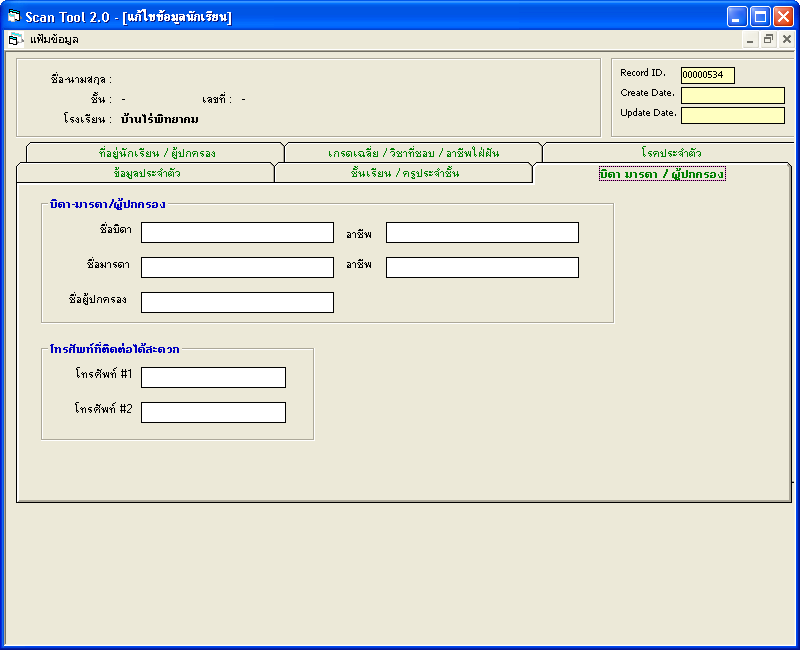 Scan Tool 2.0 - [แก้ไขข้อมูลนักเรียน]
แฟ้มข้อมูล
ชื่อ-นามสกุล :
ชั้น : - เลขที่ : -
โรงเรียน : บ้านไร่พิทยาคม
Record ID. 00000534
Create Date.
Update Date.
ที่อยู่นักเรียน / ผู้ปกครอง เกรดเฉลี่ย / วิชาที่ชอบ / อาชีพใฝ่ฝัน โรคประจำตัว
ข้อมูลประจำตัว ชั้นเรียน / ครูประจำชั้น บิดา มารดา / ผู้ปกครอง
บิดา-มารดา/ผู้ปกครอง
ชื่อบิดา อาชีพ
ชื่อมารดา อาชีพ
ชื่อผู้ปกครอง
โทรศัพท์ที่ติดต่อได้สะดวก
โทรศัพท์ #1
โทรศัพท์ #2